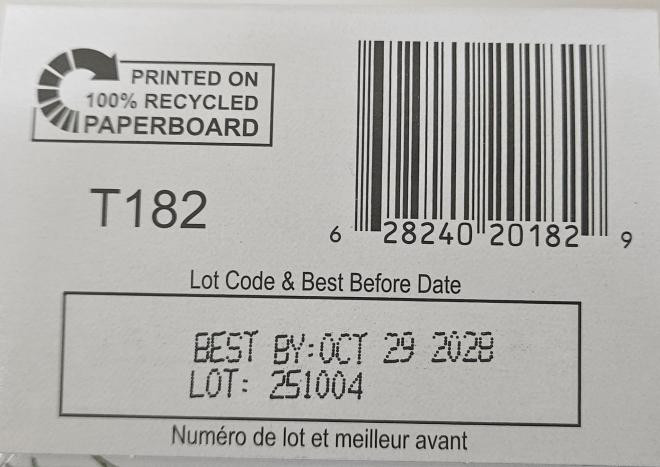 PRINTED ON
100% RECYCLED
PAPERBOARD
T182
6 28240 20182 9
Lot Code & Best Before Date
BEST BY:OCT 29 2028
LOT: 251004
Numéro de lot et meilleur avant